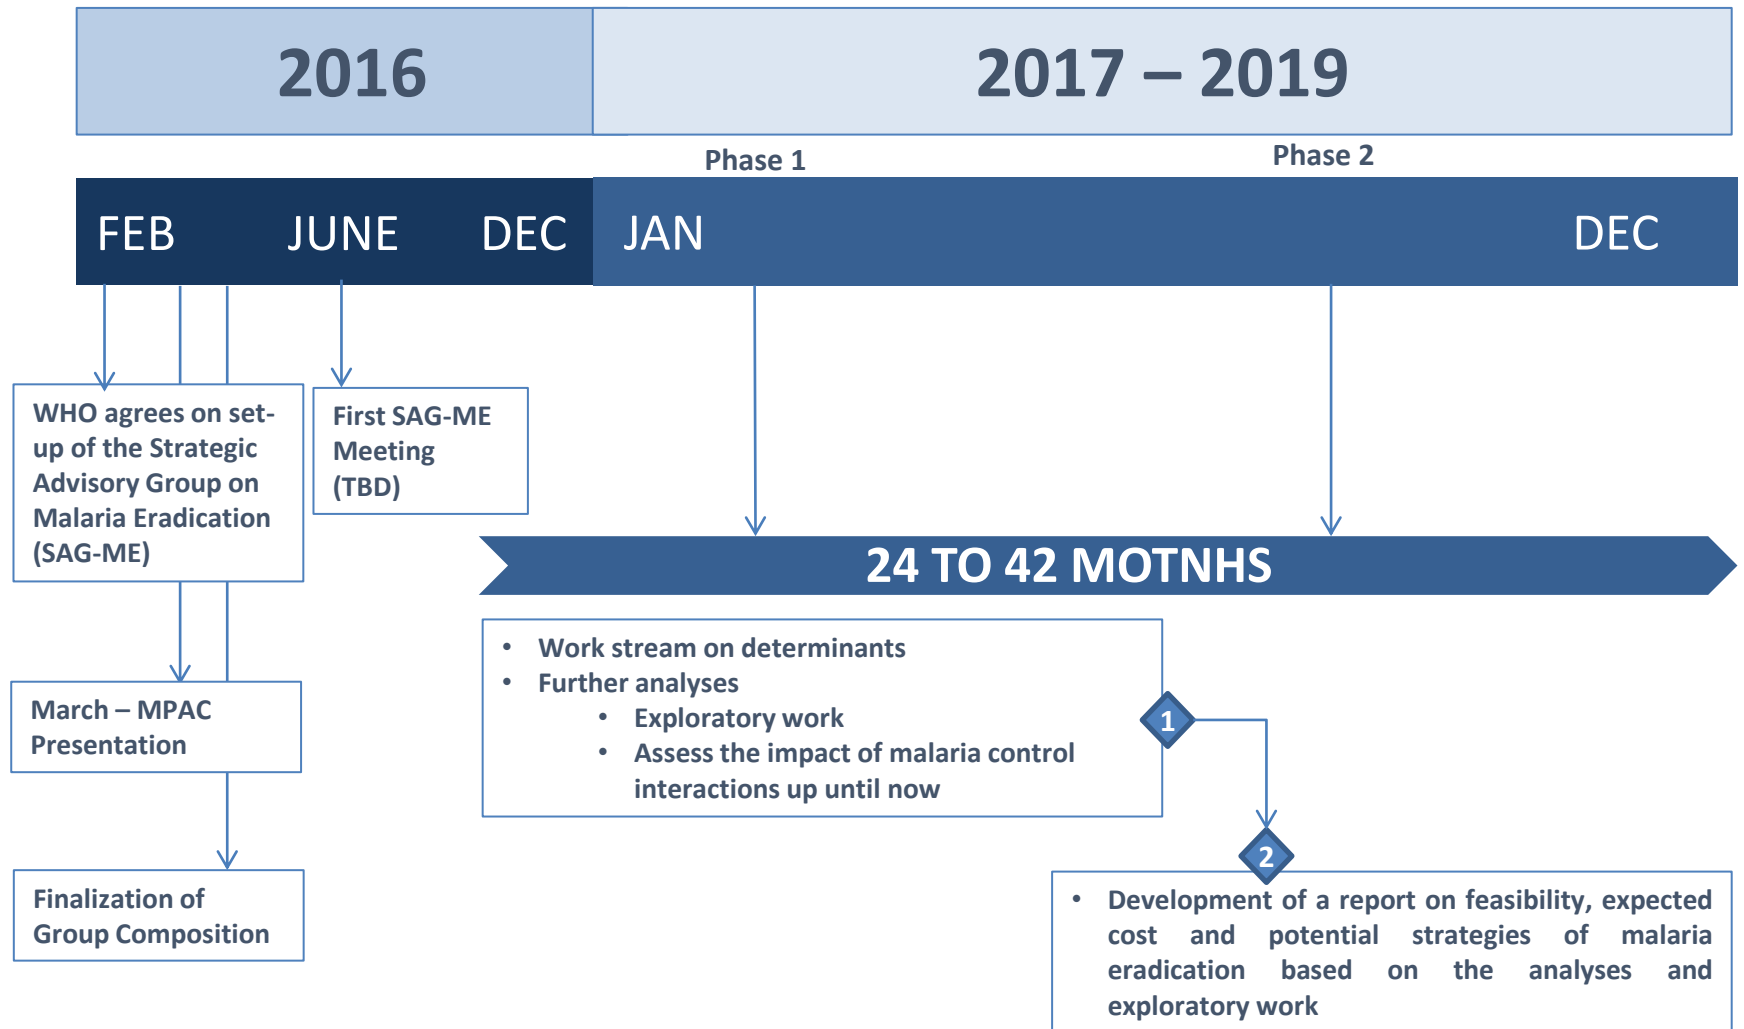 2016
2017 – 2019
Phase 1
Phase 2
FEB
JUNE
DEC
JAN
DEC
WHO agrees on set-
up of the Strategic
Advisory Group on
Malaria Eradication
(SAG-ME)
First SAG-ME
Meeting
(TBD)
24 TO 42 MOTNHS
March – MPAC
Presentation
Finalization of
Group Composition
• Work stream on determinants
• Further analyses
• Exploratory work
• Assess the impact of malaria control
interactions up until now
1
2
• Development of a report on feasibility, expected
cost and potential strategies of malaria
eradication based on the analyses and
exploratory work